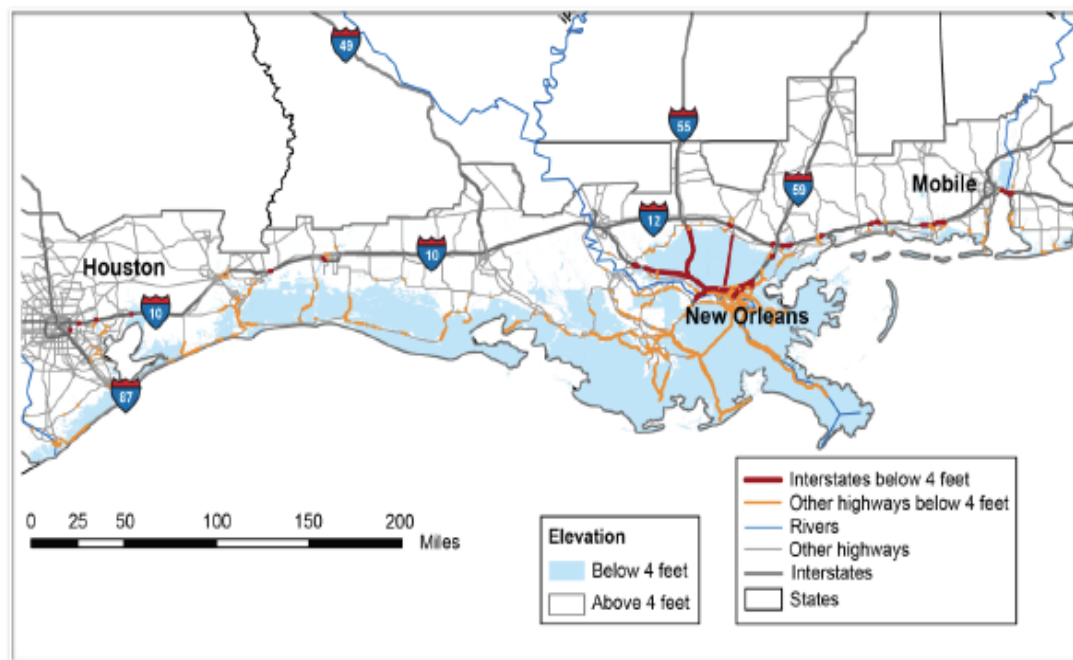 49
55
59
Mobile
12
10
Houston
10
New Orleans
87
Interstates below 4 feet
Other highways below 4 feet
Rivers
Other highways
Interstates
States
0 25 50 100 150 200
Miles
Elevation
Below 4 feet
Above 4 feet